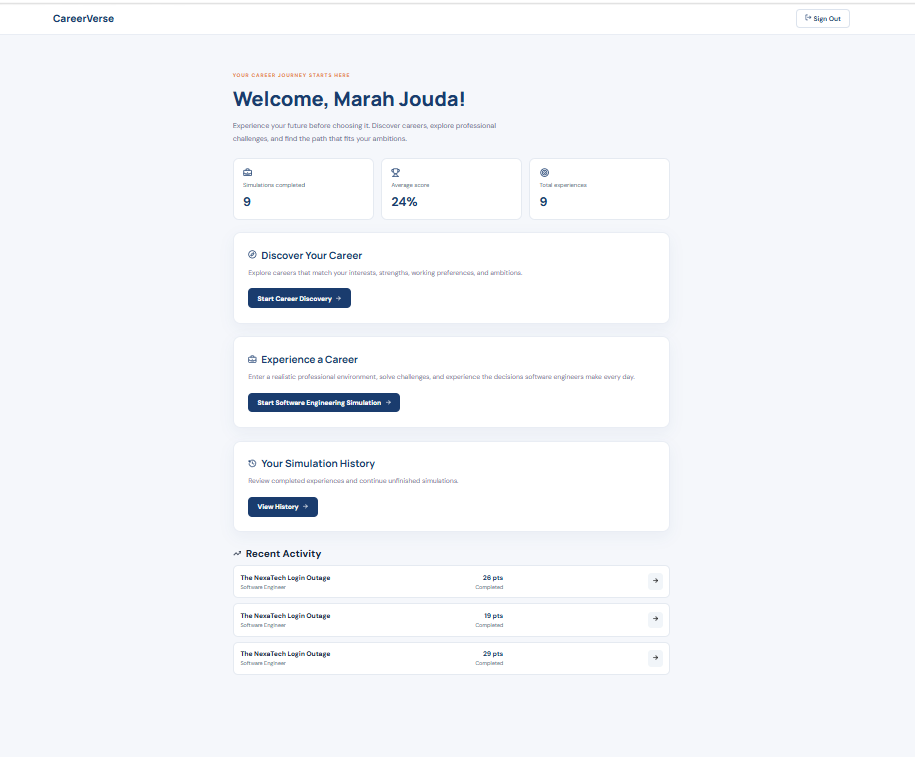 CareerVerse
Sign Out
YOUR CAREER JOURNEY STARTS HERE
Welcome, Marah Jouda!
Experience your future before choosing it. Discover careers, explore professional
challenges, and find the path that fits your ambitions.
Simulations completed
9
Average score
24%
Total experiences
9
Discover Your Career
Explore careers that match your interests, strengths, working preferences, and ambitions.
Start Career Discovery →
Experience a Career
Enter a realistic professional environment, solve challenges, and experience the decisions software engineers make every day.
Start Software Engineering Simulation →
Your Simulation History
Review completed experiences and continue unfinished simulations.
View History →
Recent Activity
The NexaTech Login Outage
Software Engineer
26 pts
Completed
→
The NexaTech Login Outage
Software Engineer
19 pts
Completed
→
The NexaTech Login Outage
Software Engineer
29 pts
Completed
→